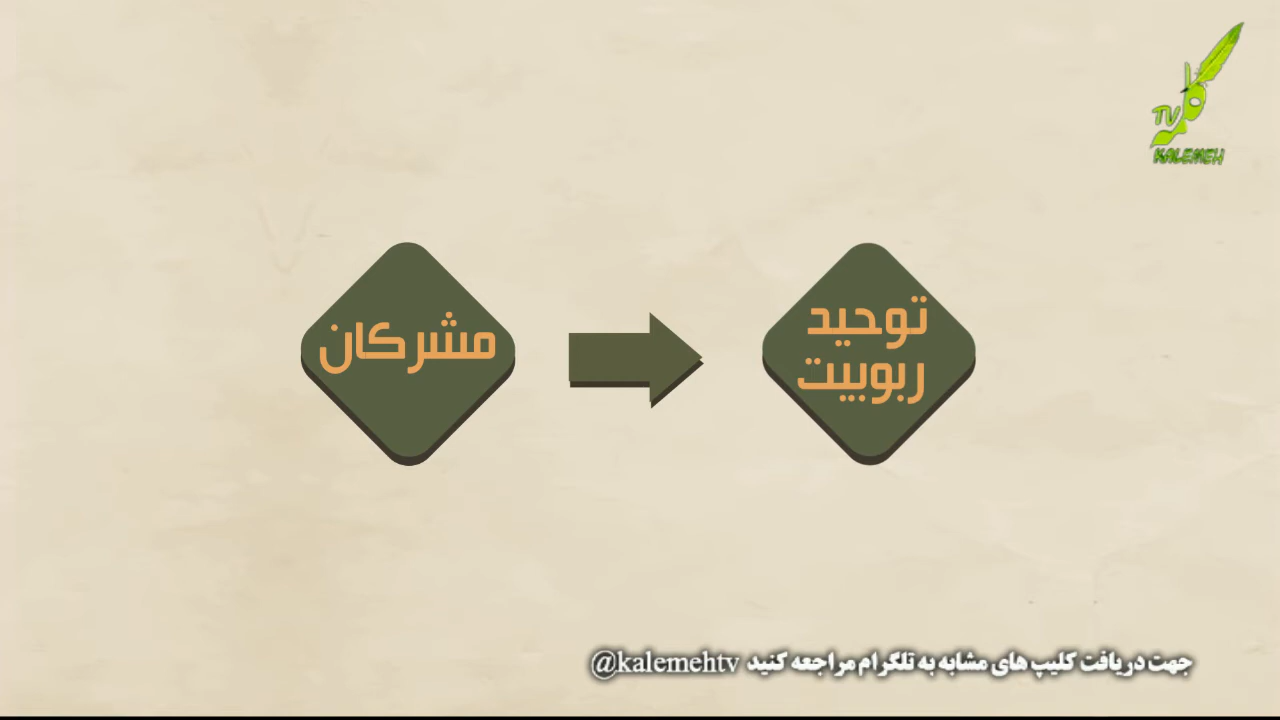 TV
KALEMEH
توحید
ربوبیت
مشرکان
جهت دریافت کلیپ های مشابه به تلگرام مراجعه کنید @kalemehtv